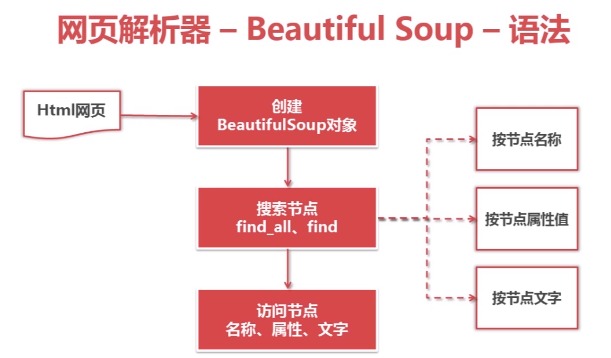 网页解析器 – Beautiful Soup – 语法
Html网页
创建
BeautifulSoup对象
搜索节点
find_all、find
访问节点
名称、属性、文字
按节点名称
按节点属性值
按节点文字